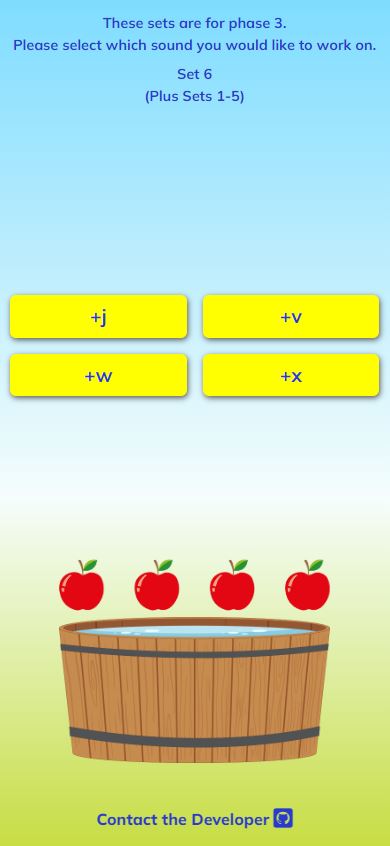 These sets are for phase 3.
Please select which sound you would like to work on.
Set 6
(Plus Sets 1-5)
+j
+v
+w
+x
Contact the Developer